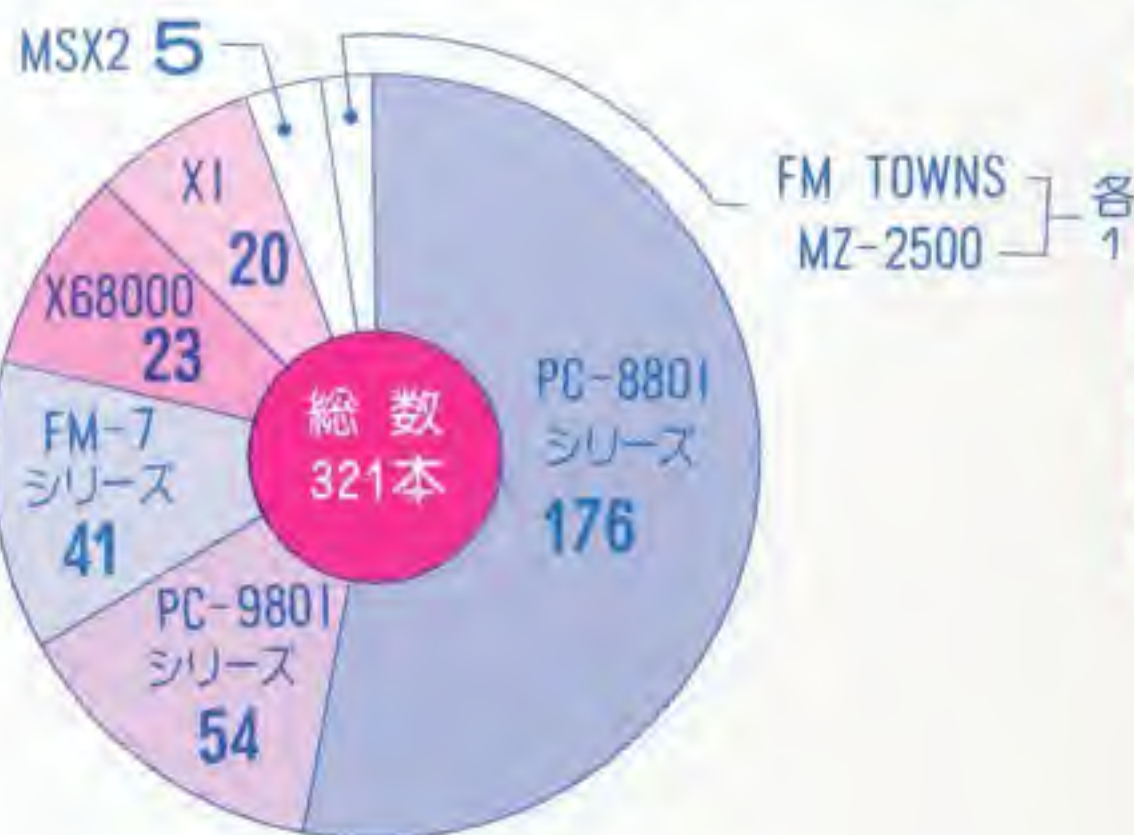 MSX2 5
FM TOWNS
MZ-2500
各1
X1
20
X68000
23
FM-7
シリーズ
41
PC-9801
シリーズ
54
総数
321本
PC-8801
シリーズ
176